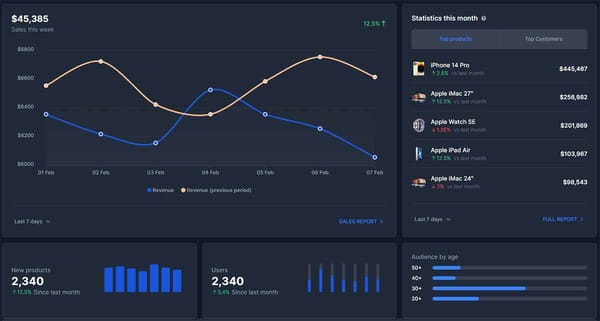 $45,385
Sales this week
12.5% ↑
$6800
$6600
$6400
$6200
$6000
01 Feb 02 Feb 03 Feb 04 Feb 05 Feb 06 Feb 07 Feb
Revenue Revenue (previous period)
Last 7 days
SALES REPORT >
Statistics this month
Top products Top Customers
iPhone 14 Pro
↑ 2.5% vs last month
$445,467
Apple iMac 27"
↑ 12.5% vs last month
$256,982
Apple Watch SE
↓ 1.35% vs last month
$201,869
Apple iPad Air
↑ 12.5% vs last month
$103,967
Apple iMac 24"
↓ 2% vs last month
$98,543
Last 7 days
FULL REPORT >
New products
2,340
↑ 12.5% Since last month
Users
2,340
↑ 3.4% Since last month
Audience by age
50+
40+
30+
20+